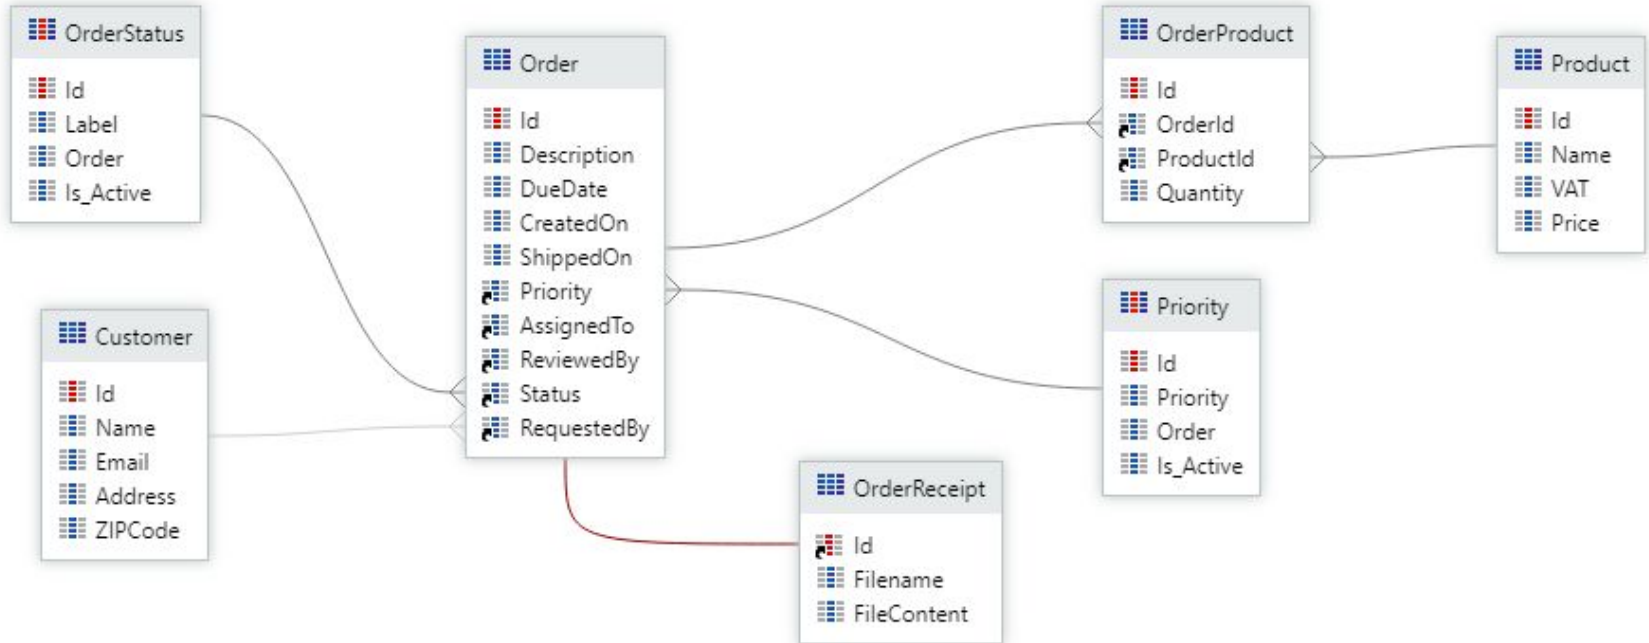 OrderStatus
Id
Label
Order
Is_Active
Customer
Id
Name
Email
Address
ZIPCode
Order
Id
Description
DueDate
CreatedOn
ShippedOn
Priority
AssignedTo
ReviewedBy
Status
RequestedBy
OrderReceipt
Id
Filename
FileContent
OrderProduct
Id
OrderId
ProductId
Quantity
Priority
Id
Priority
Order
Is_Active
Product
Id
Name
VAT
Price